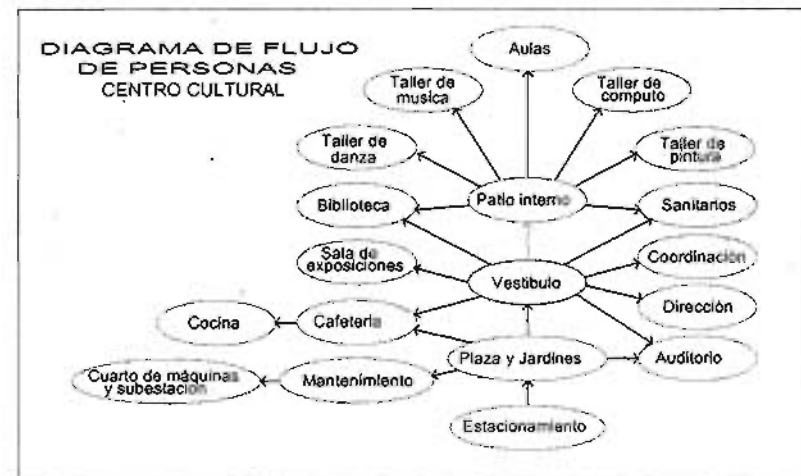 DIAGRAMA DE FLUJO
DE PERSONAS
CENTRO CULTURAL
Aulas
Taller de
musica
Taller de
computo
Taller de
danza
Taller de
pintura
Biblioteca
Patio interno
Sanitarios
Sala de
exposiciones
Coordinación
Vestibulo
Dirección
Cocina
Cafeteria
Plaza y Jardines
Auditorio
Cuarto de máquinas
y subestación
Mantenimiento
Estacionamiento